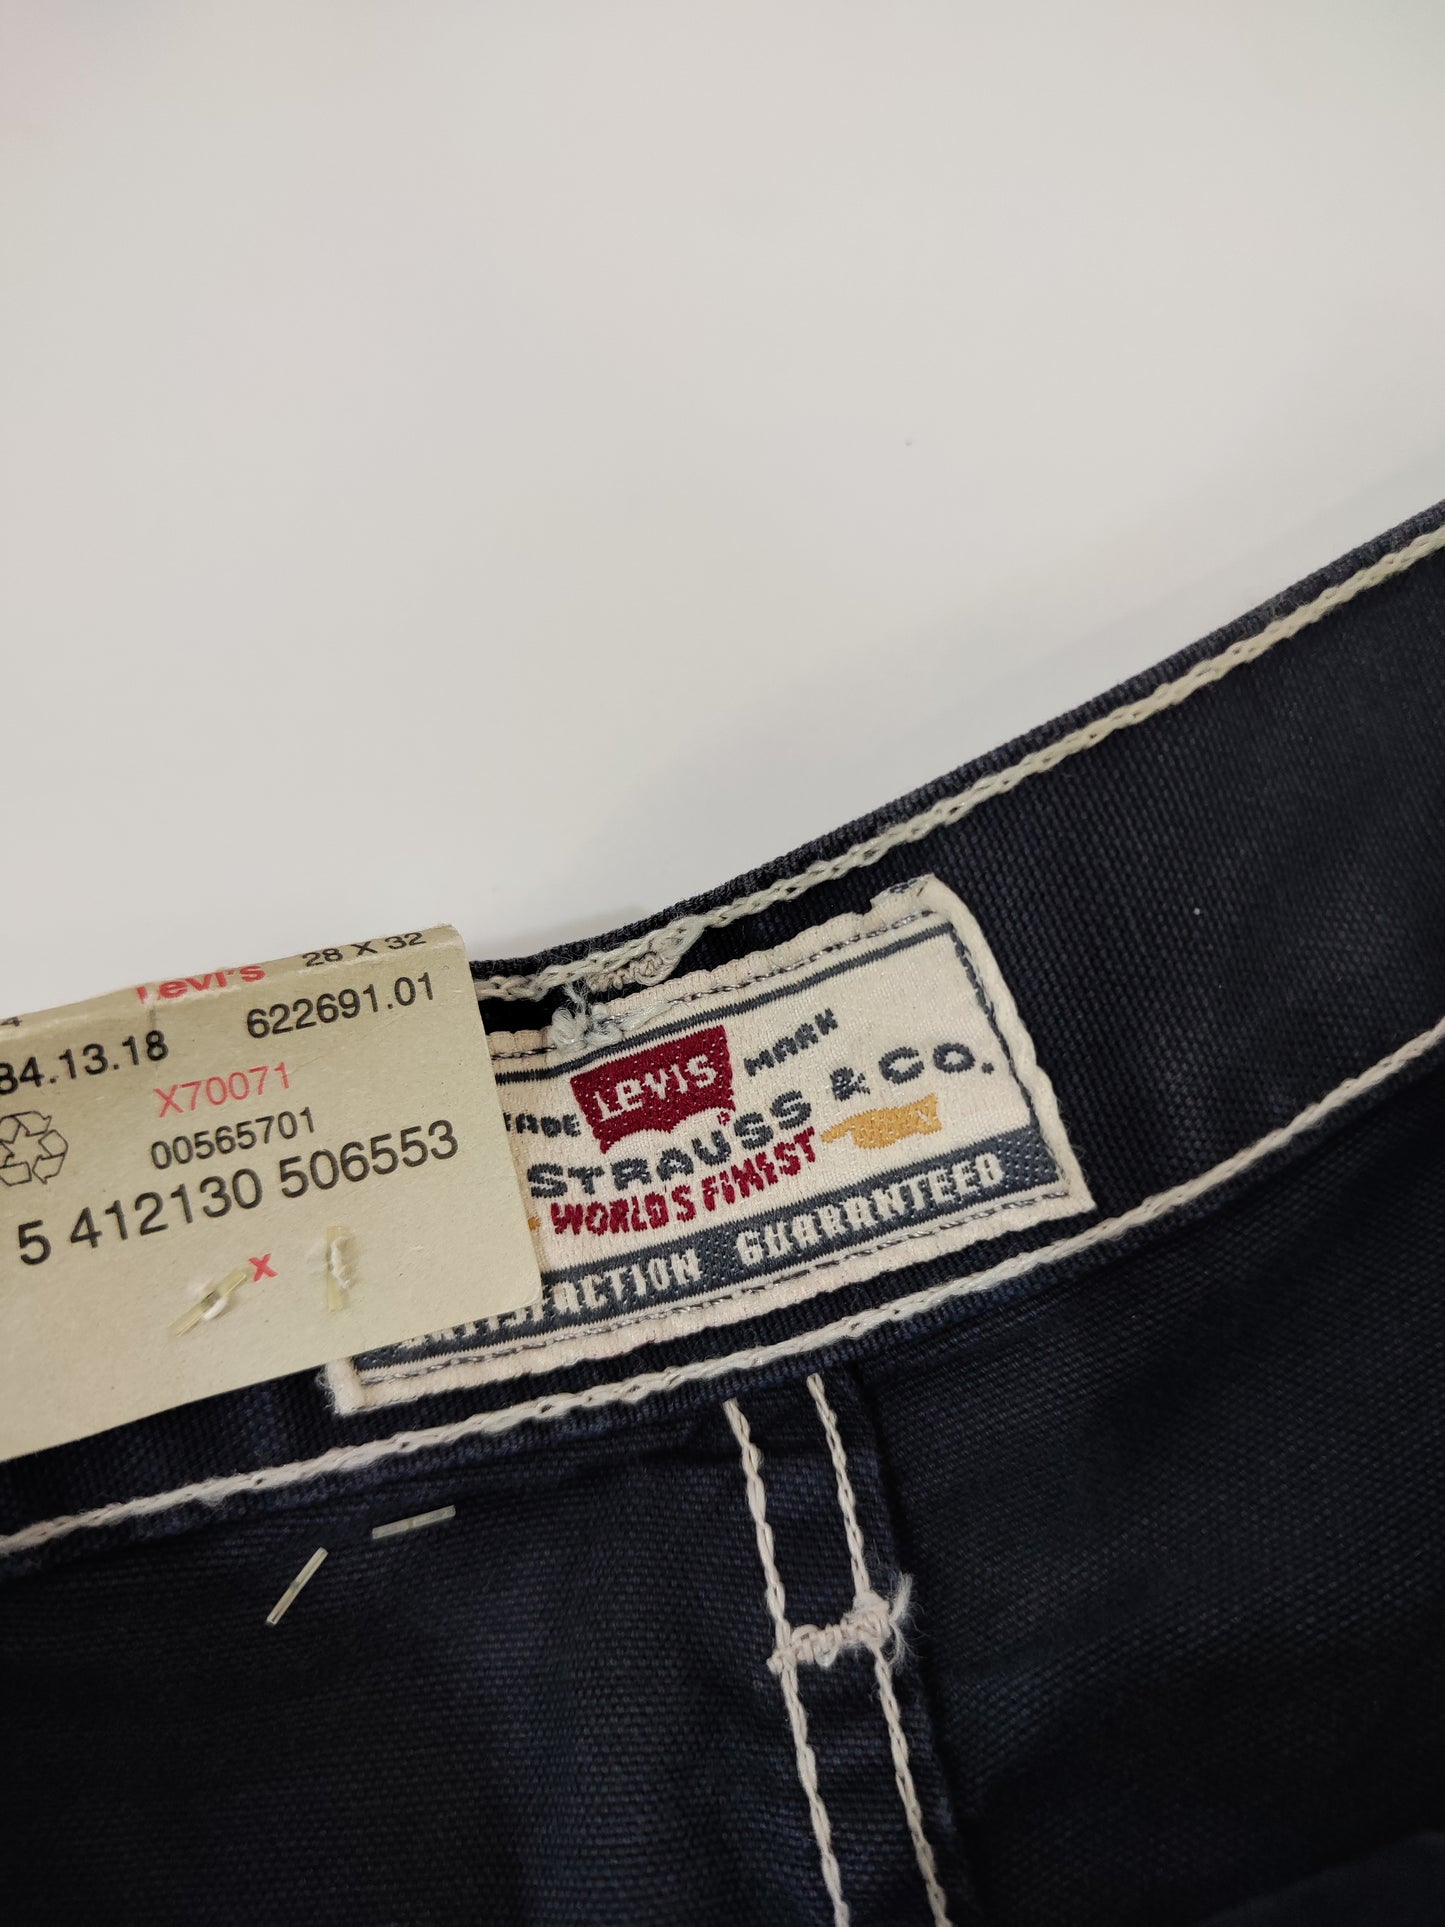 Levi's 28 X 32
4
84.13.18 622691.01
X70071
00565701
5 412130 506553
x
LEVI'S MARK
STRAUSS & CO.
WORLD'S FINEST
GUARANTEED